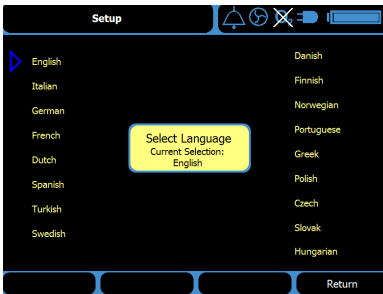 Setup
O₂
English
Italian
German
French
Dutch
Spanish
Turkish
Swedish
Select Language
Current Selection:
English
Danish
Finnish
Norwegian
Portuguese
Greek
Polish
Czech
Slovak
Hungarian
Return